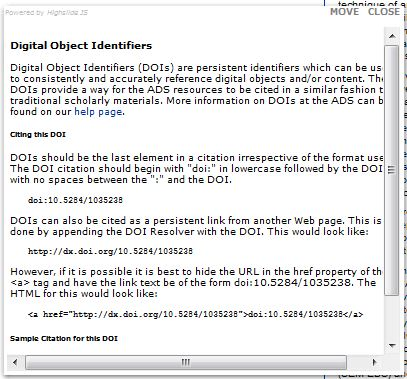 Powered by Highslide JS
MOVE CLOSE
technique of a
Digital Object Identifiers
Digital Object Identifiers (DOIs) are persistent identifiers which can be use
to consistently and accurately reference digital objects and/or content. The
DOIs provide a way for the ADS resources to be cited in a similar fashion t
traditional scholarly materials. More information on DOIs at the ADS can b
found on our help page.
Citing this DOI
DOIs should be the last element in a citation irrespective of the format use
The DOI citation should begin with "doi:" in lowercase followed by the DOI
with no spaces between the ":" and the DOI.
doi:10.5284/1035238
DOIs can also be cited as a persistent link from another Web page. This is
done by appending the DOI Resolver with the DOI. This would look like:
http://dx.doi.org/10.5284/1035238
However, if it is possible it is best to hide the URL in the href property of the
<a> tag and have the link text be of the form doi:10.5284/1035238. The
HTML for this would look like:
<a href="http://dx.doi.org/10.5284/1035238">doi:10.5284/1035238</a>
Sample Citation for this DOI